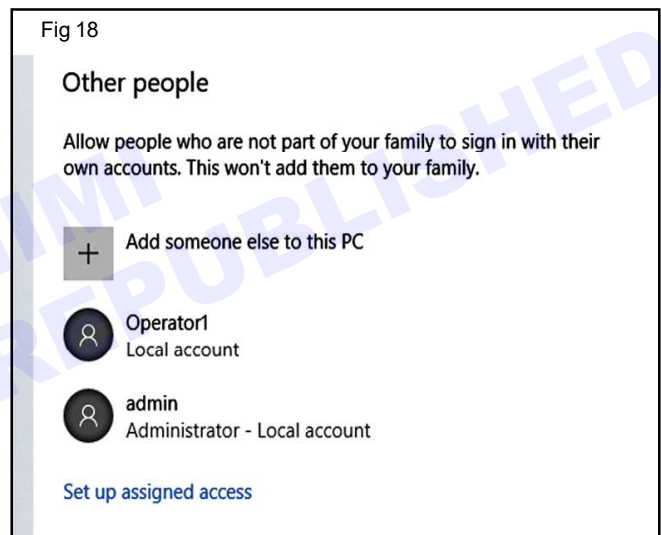 Fig 18
Other people
Allow people who are not part of your family to sign in with their
own accounts. This won't add them to your family.
+ Add someone else to this PC
Operator1
Local account
admin
Administrator - Local account
Set up assigned access